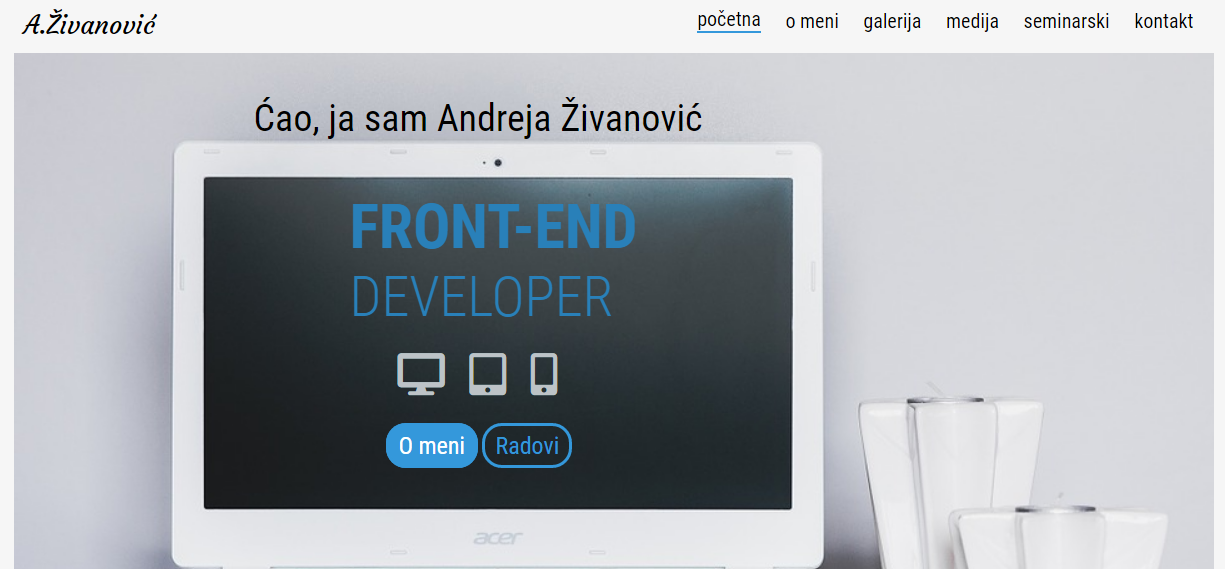 A.Živanović
početna o meni galerija medija seminarski kontakt
Ćao, ja sam Andreja Živanović
FRONT-END
DEVELOPER
O meni Radovi
acer